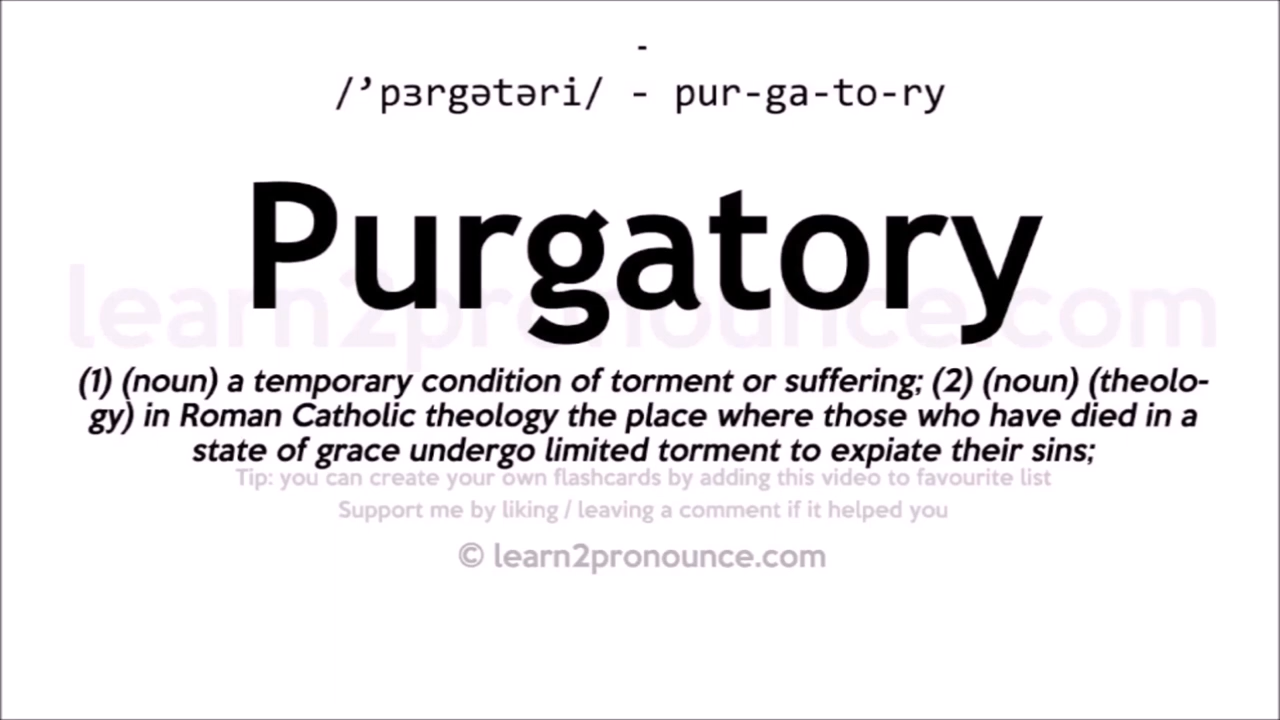 -
/’pɜrgətəri/ - pur-ga-to-ry
Purgatory
learn2pronounce.com
(1) (noun) a temporary condition of torment or suffering; (2) (noun) (theolo-
gy) in Roman Catholic theology the place where those who have died in a
state of grace undergo limited torment to expiate their sins;
Tip: you can create your own flashcards by adding this video to favourite list
Support me by liking / leaving a comment if it helped you
© learn2pronounce.com